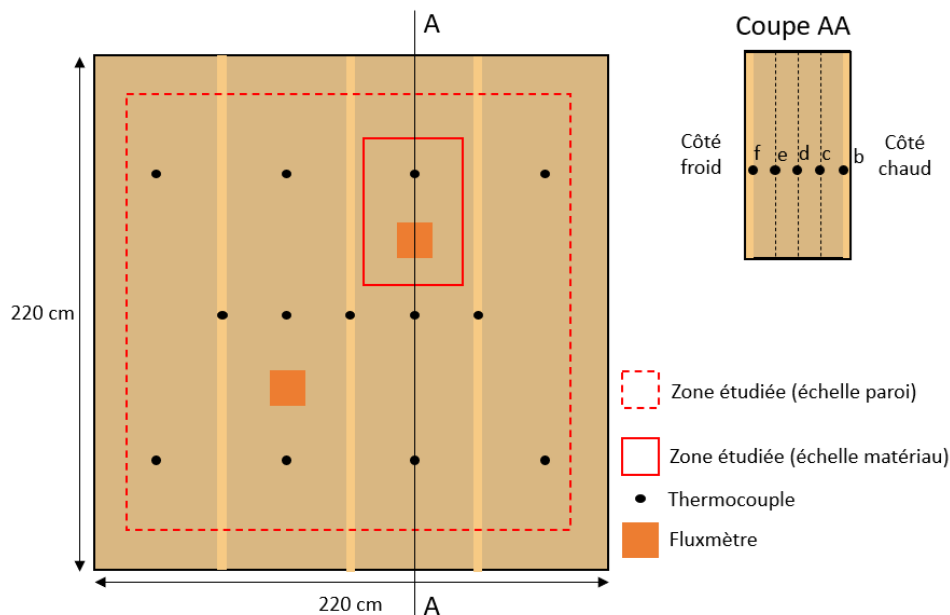 A
Coupe AA
Côté
froid
f
e
d
c
b
Côté
chaud
220 cm
Zone étudiée (échelle paroi)
Zone étudiée (échelle matériau)
Thermocouple
Fluxmètre
220 cm
A